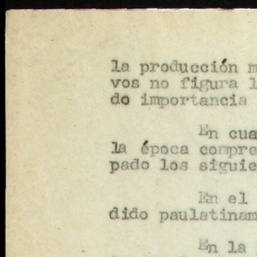 la producción m
vos no figura l
do importancia
En cua
la época compre
pado los siguie
En el
dido paulatinam
En la